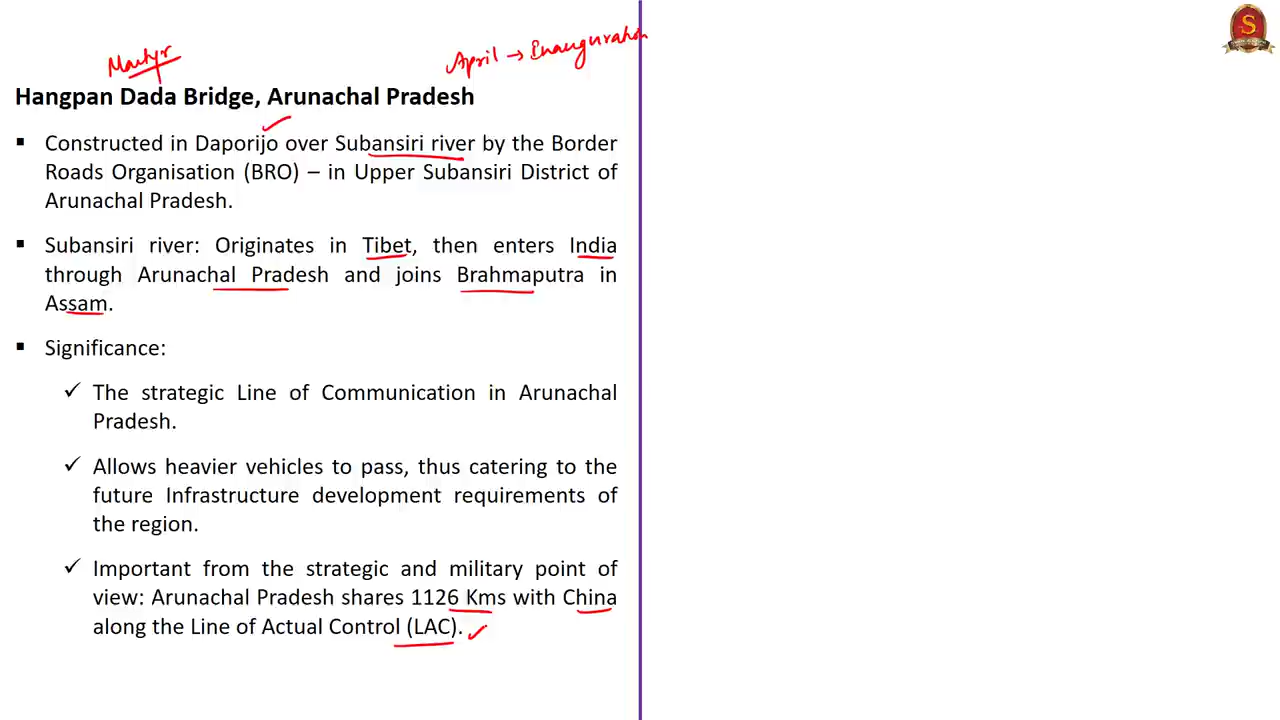 Martyr
April → Inauguration
Hangpan Dada Bridge, Arunachal Pradesh
▪ Constructed in Daporijo over Subansiri river by the Border
Roads Organisation (BRO) – in Upper Subansiri District of
Arunachal Pradesh.
▪ Subansiri river: Originates in Tibet, then enters India
through Arunachal Pradesh and joins Brahmaputra in
Assam.
▪ Significance:
✓ The strategic Line of Communication in Arunachal
Pradesh.
✓ Allows heavier vehicles to pass, thus catering to the
future Infrastructure development requirements of
the region.
✓ Important from the strategic and military point of
view: Arunachal Pradesh shares 1126 Kms with China
along the Line of Actual Control (LAC).
S